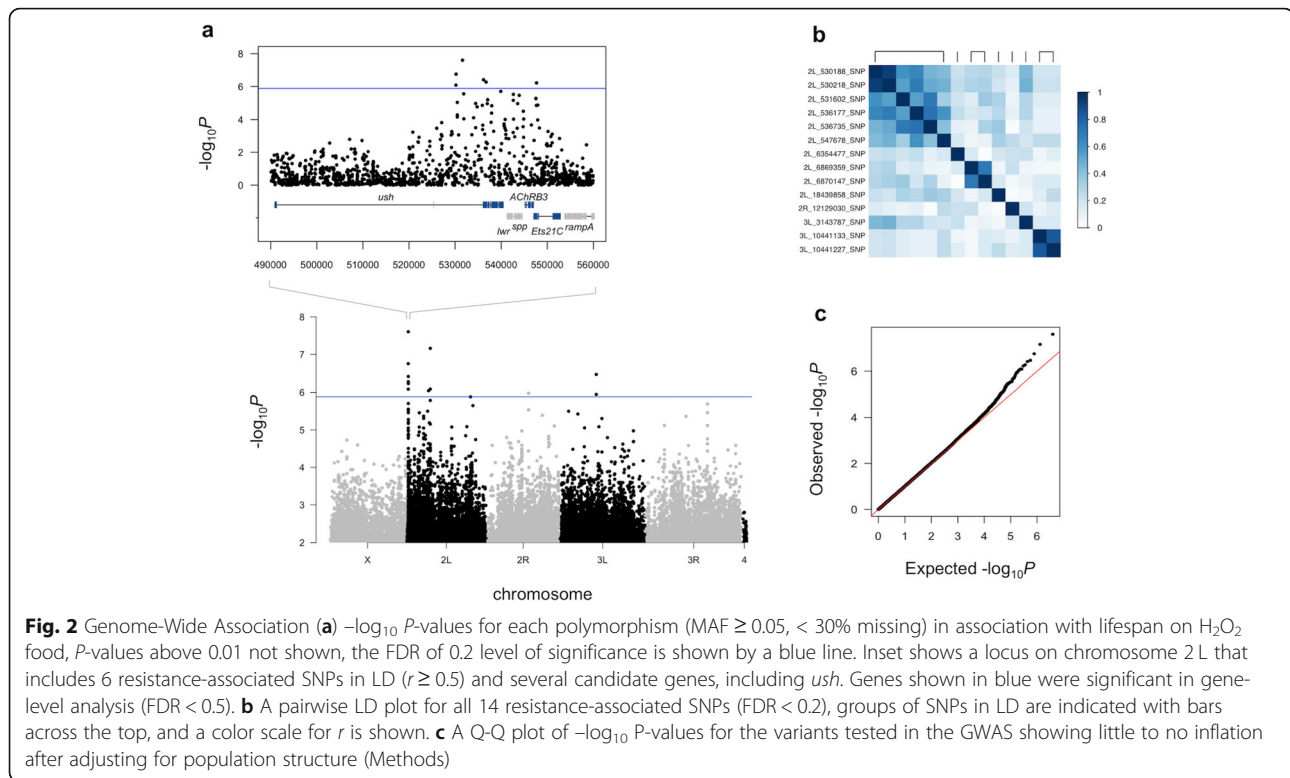 a
8
6
4
2
0
-log10P
ush
AChRB3
lwr
spp
Ets21C
rampA
490000 500000 510000 520000 530000 540000 550000 560000
8
7
6
5
4
3
2
-log10P
X 2L 2R 3L 3R 4
chromosome
b
2L_530188_SNP
2L_530218_SNP
2L_531602_SNP
2L_536177_SNP
2L_536735_SNP
2L_547678_SNP
2L_6354477_SNP
2L_6869359_SNP
2L_6870147_SNP
2L_18439858_SNP
2R_12129030_SNP
3L_3143787_SNP
3L_10441133_SNP
3L_10441227_SNP
1
0.8
0.6
0.4
0.2
0
c
6
4
2
0
Observed -log10P
0 1 2 3 4 5 6
Expected -log10P
Fig. 2 Genome-Wide Association (a) –log10 P-values for each polymorphism (MAF ≥ 0.05, < 30% missing) in association with lifespan on H2O2
food, P-values above 0.01 not shown, the FDR of 0.2 level of significance is shown by a blue line. Inset shows a locus on chromosome 2 L that
includes 6 resistance-associated SNPs in LD (r ≥ 0.5) and several candidate genes, including ush. Genes shown in blue were significant in gene-
level analysis (FDR < 0.5). b A pairwise LD plot for all 14 resistance-associated SNPs (FDR < 0.2), groups of SNPs in LD are indicated with bars
across the top, and a color scale for r is shown. c A Q-Q plot of –log10 P-values for the variants tested in the GWAS showing little to no inflation
after adjusting for population structure (Methods)